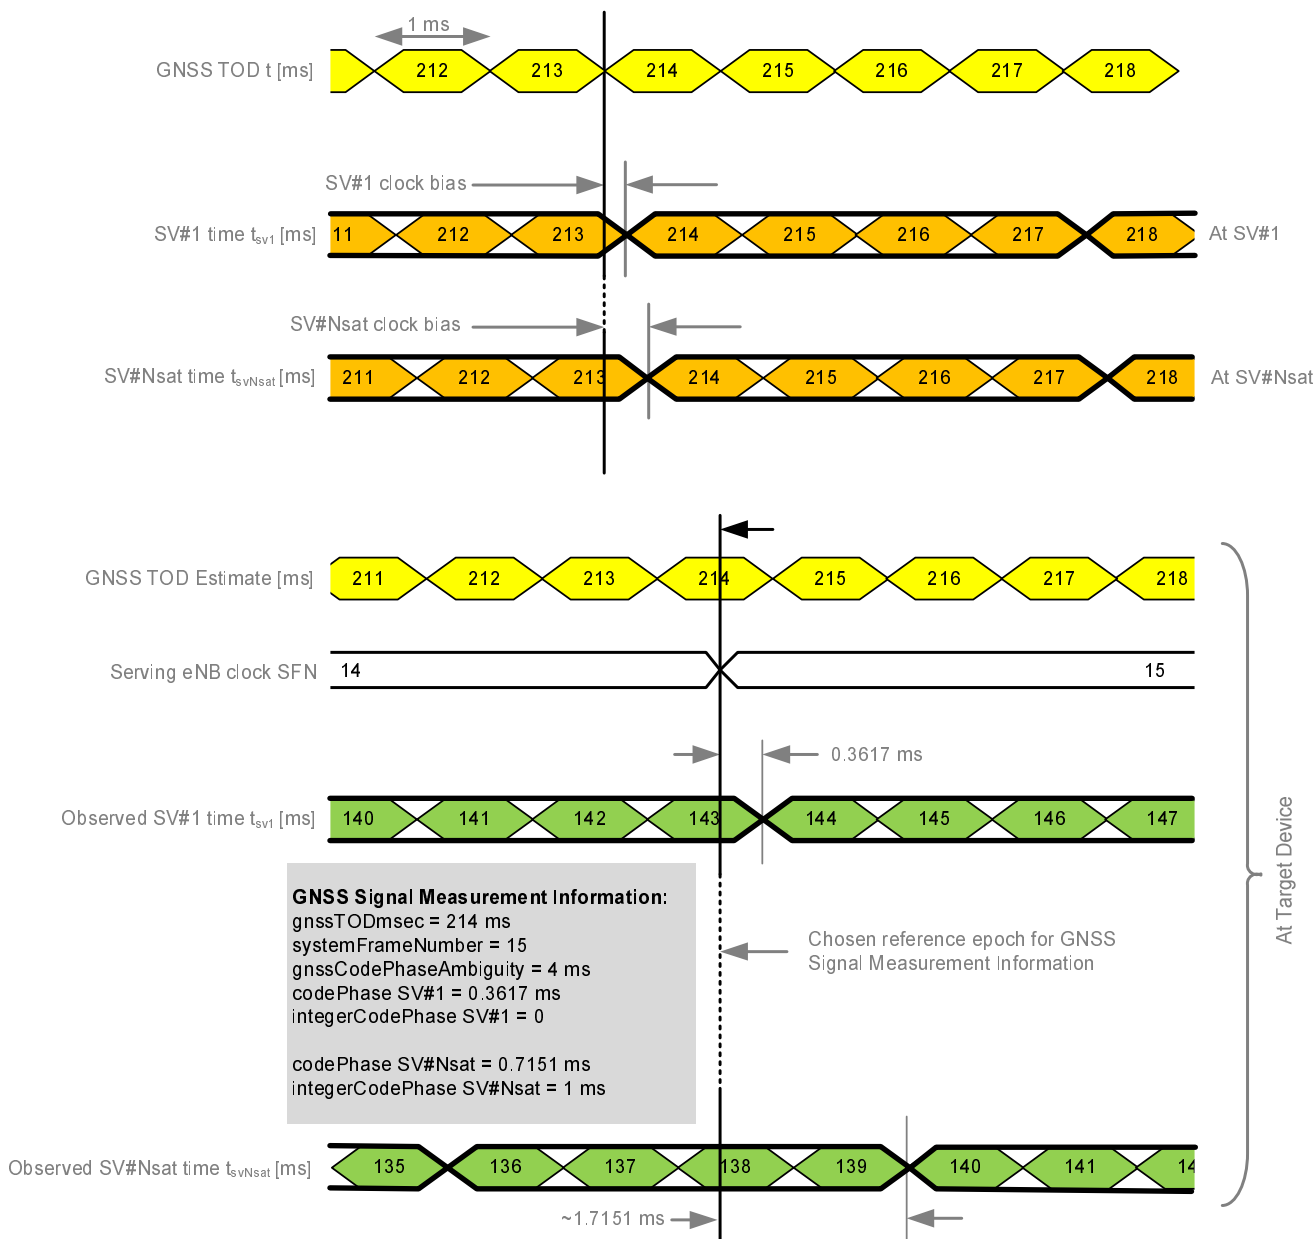 1 ms
GNSS TOD t [ms] 212 213 214 215 216 217 218
SV#1 clock bias
SV#1 time tsv1 [ms] 11 212 213 214 215 216 217 218 At SV#1
SV#Nsat clock bias
SV#Nsat time tsvNsat [ms] 211 212 213 214 215 216 217 218 At SV#Nsat
GNSS TOD Estimate [ms] 211 212 213 214 215 216 217 218
Serving eNB clock SFN 14 15
0.3617 ms
Observed SV#1 time tsv1 [ms] 140 141 142 143 144 145 146 147
At Target Device
GNSS Signal Measurement Information:
gnssTODmsec = 214 ms
systemFrameNumber = 15
gnssCodePhaseAmbiguity = 4 ms
codePhase SV#1 = 0.3617 ms
integerCodePhase SV#1 = 0
codePhase SV#Nsat = 0.7151 ms
integerCodePhase SV#Nsat = 1 ms
Chosen reference epoch for GNSS
Signal Measurement Information
Observed SV#Nsat time tsvNsat [ms] 135 136 137 138 139 140 141 14
~1.7151 ms